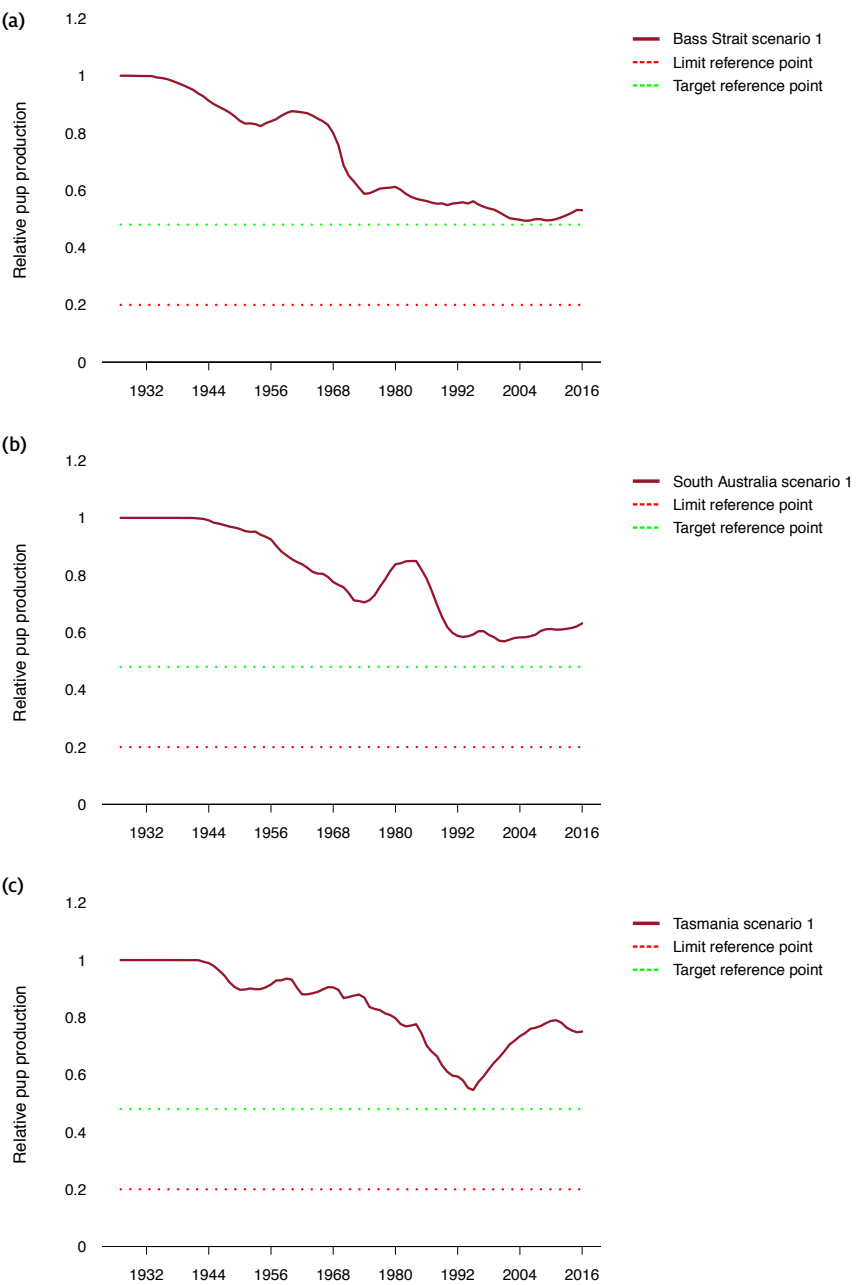 (a)
Relative pup production
1.2
1
0.8
0.6
0.4
0.2
0
1932 1944 1956 1968 1980 1992 2004 2016
Bass Strait scenario 1
Limit reference point
Target reference point
(b)
Relative pup production
1.2
1
0.8
0.6
0.4
0.2
0
1932 1944 1956 1968 1980 1992 2004 2016
South Australia scenario 1
Limit reference point
Target reference point
(c)
Relative pup production
1.2
1
0.8
0.6
0.4
0.2
0
1932 1944 1956 1968 1980 1992 2004 2016
Tasmania scenario 1
Limit reference point
Target reference point